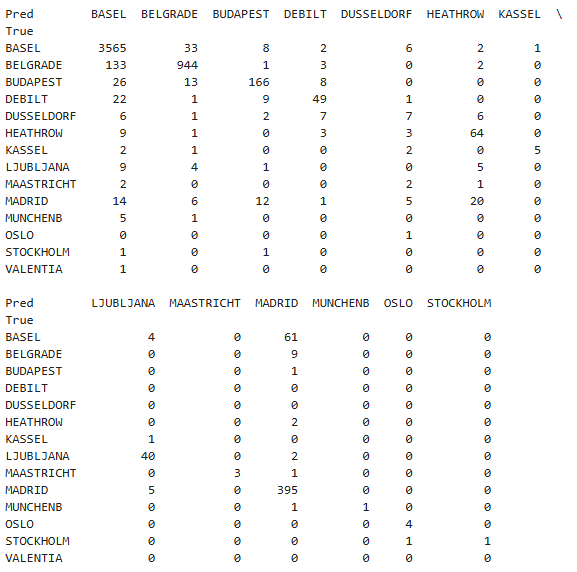 Pred BASEL BELGRADE BUDAPEST DEBILT DUSSELDORF HEATHROW KASSEL \
True
BASEL 3565 33 8 2 6 2 1
BELGRADE 133 944 1 3 0 2 0
BUDAPEST 26 13 166 8 0 0 0
DEBILT 22 1 9 49 1 0 0
DUSSELDORF 6 1 2 7 7 6 0
HEATHROW 9 1 0 3 3 64 0
KASSEL 2 1 0 0 2 0 5
LJUBLJANA 9 4 1 0 0 5 0
MAASTRICHT 2 0 0 0 2 1 0
MADRID 14 6 12 1 5 20 0
MUNCHENB 5 1 0 0 0 0 0
OSLO 0 0 0 0 1 0 0
STOCKHOLM 1 0 1 0 0 0 0
VALENTIA 1 0 0 0 0 0 0
Pred LJUBLJANA MAASTRICHT MADRID MUNCHENB OSLO STOCKHOLM
True
BASEL 4 0 61 0 0 0
BELGRADE 0 0 9 0 0 0
BUDAPEST 0 0 1 0 0 0
DEBILT 0 0 0 0 0 0
DUSSELDORF 0 0 0 0 0 0
HEATHROW 0 0 2 0 0 0
KASSEL 1 0 0 0 0 0
LJUBLJANA 40 0 2 0 0 0
MAASTRICHT 0 3 1 0 0 0
MADRID 5 0 395 0 0 0
MUNCHENB 0 0 1 1 0 0
OSLO 0 0 0 0 4 0
STOCKHOLM 0 0 0 0 1 1
VALENTIA 0 0 0 0 0 0